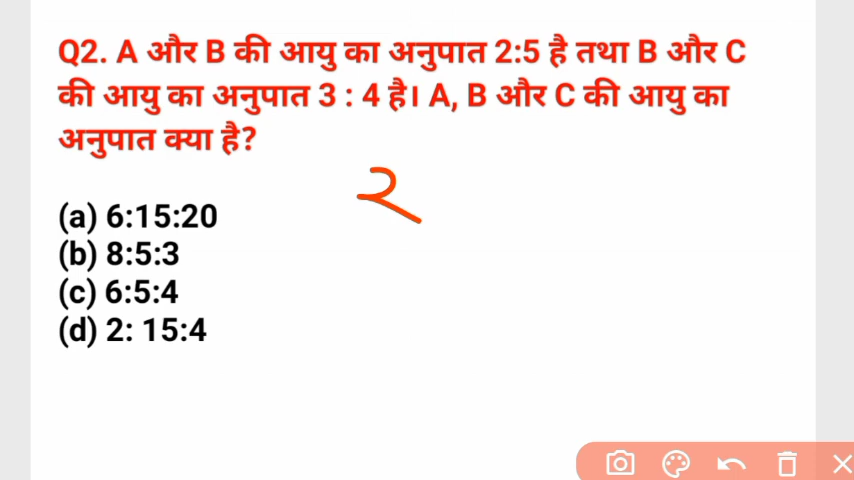 Q2. A और B की आयु का अनुपात 2:5 है तथा B और C
की आयु का अनुपात 3 : 4 है। A, B और C की आयु का
अनुपात क्या है?
२
(a) 6:15:20
(b) 8:5:3
(c) 6:5:4
(d) 2: 15:4